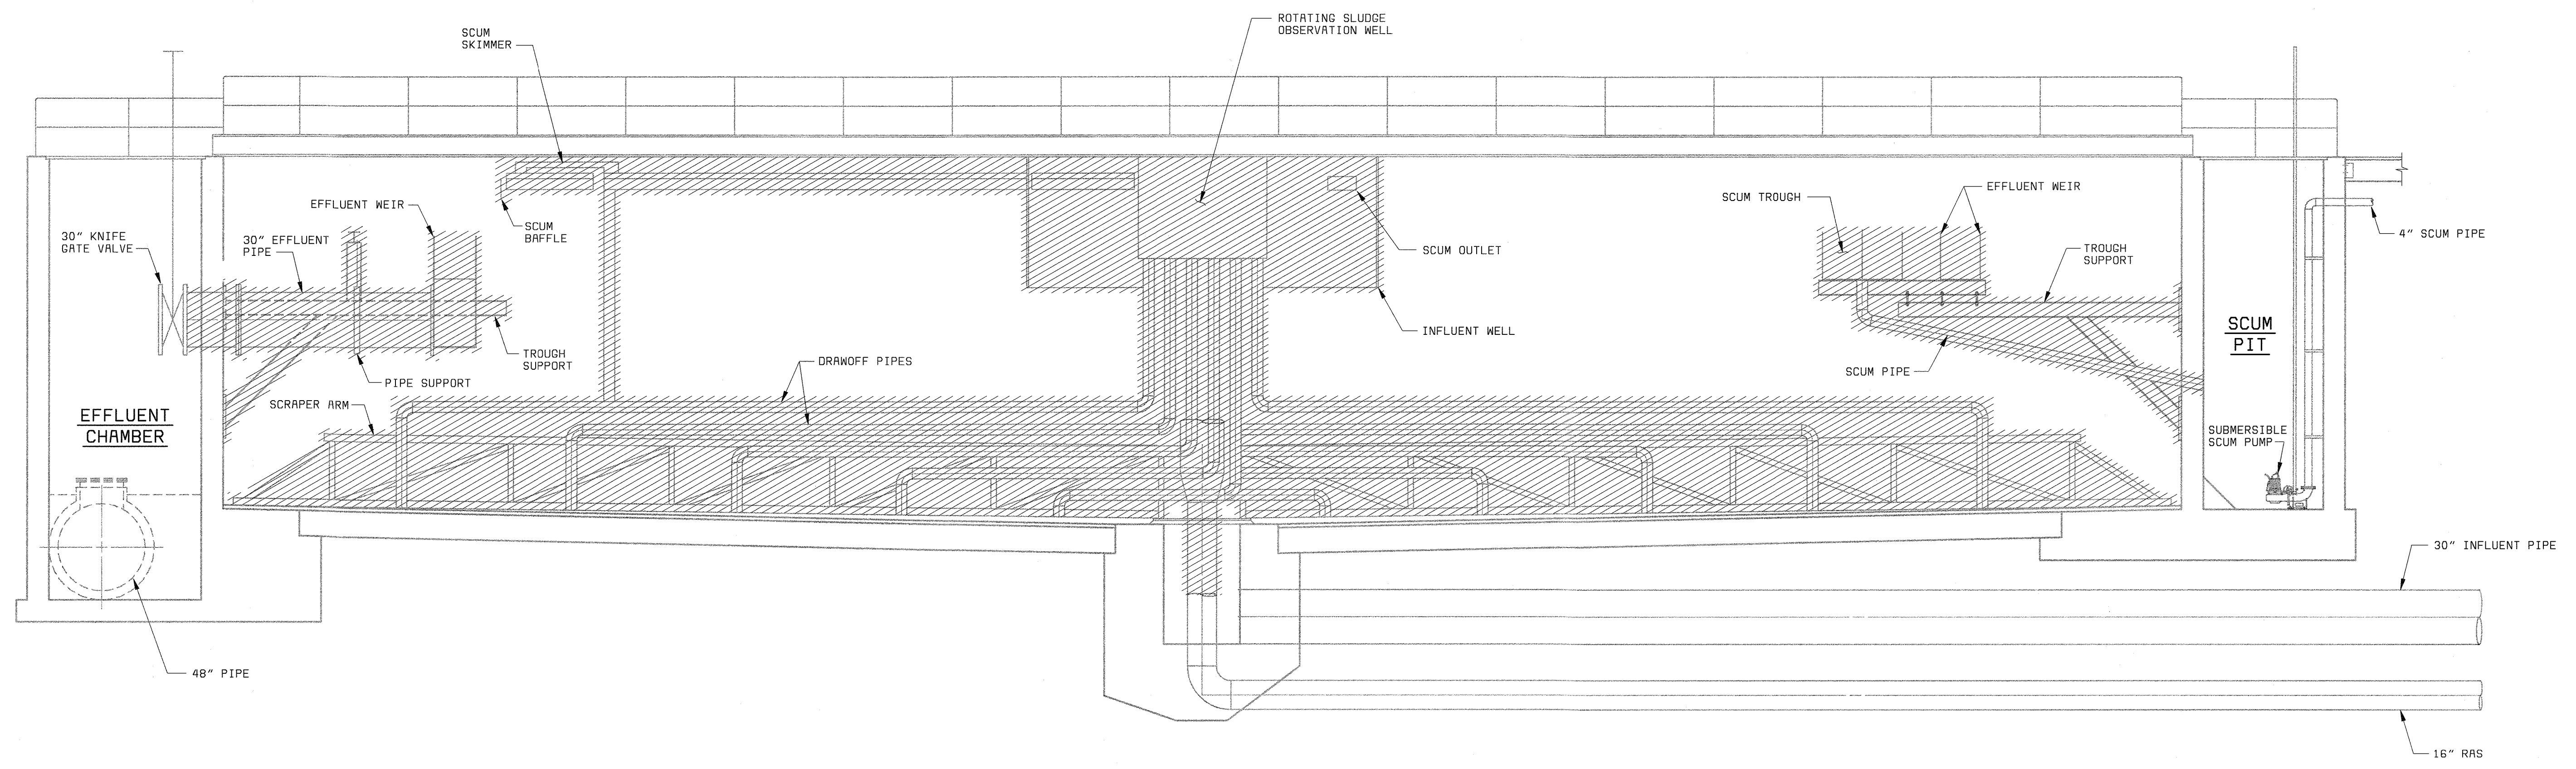 ROTATING SLUDGE
OBSERVATION WELL
SCUM
SKIMMER
EFFLUENT WEIR
SCUM
BAFFLE
30" KNIFE
GATE VALVE
30" EFFLUENT
PIPE
SCUM TROUGH
EFFLUENT WEIR
SCUM OUTLET
TROUGH
SUPPORT
4" SCUM PIPE
INFLUENT WELL
SCUM
PIT
TROUGH
SUPPORT
DRAWOFF PIPES
PIPE SUPPORT
SCUM PIPE
SCRAPER ARM
EFFLUENT
CHAMBER
SUBMERSIBLE
SCUM PUMP
30" INFLUENT PIPE
48" PIPE
16" RAS